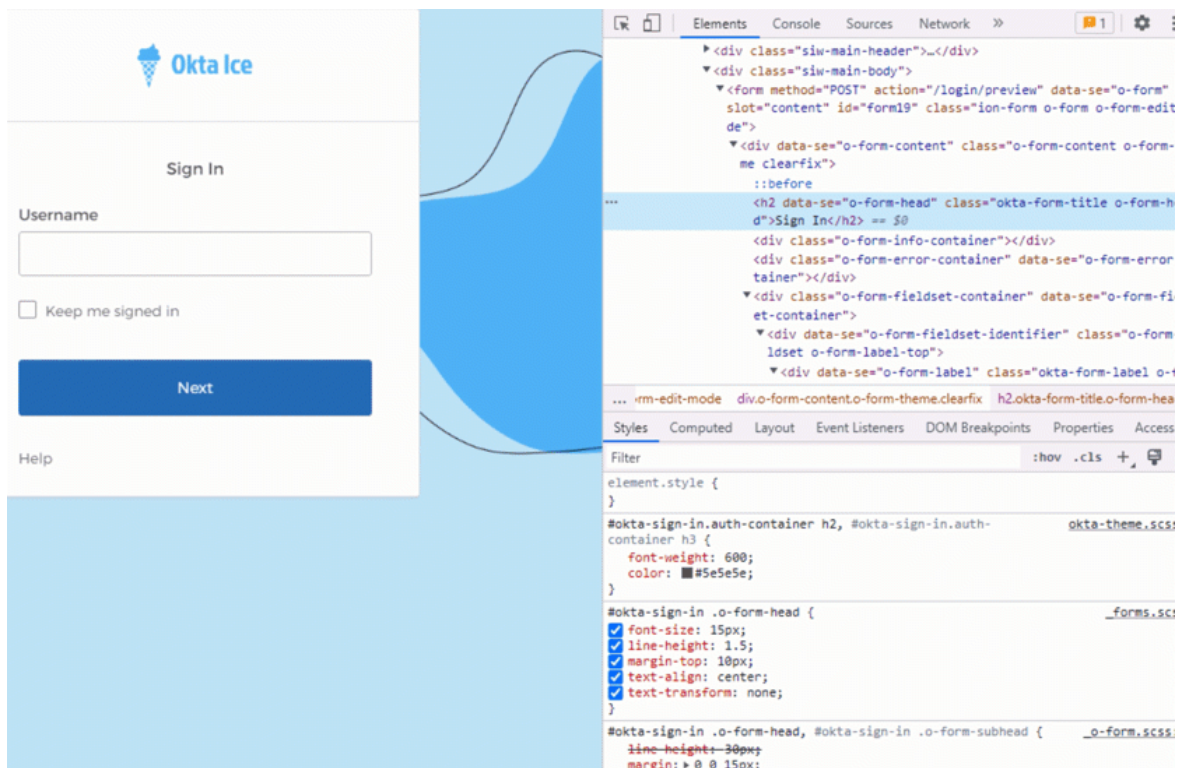 Okta Ice
Sign In
Username
Keep me signed in
Next
Help
Elements Console Sources Network » 1
<div class="siw-main-header">…</div>
<div class="siw-main-body">
<form method="POST" action="/login/preview" data-se="o-form"
slot="content" id="form19" class="ion-form o-form o-form-edit
de">
<div data-se="o-form-content" class="o-form-content o-form-
me clearfix">
::before
<h2 data-se="o-form-head" class="okta-form-title o-form-h
d">Sign In</h2> == $0
<div class="o-form-info-container"></div>
<div class="o-form-error-container" data-se="o-form-error
tainer"></div>
<div class="o-form-fieldset-container" data-se="o-form-fi
et-container">
<div data-se="o-form-fieldset-identifier" class="o-form
ldset o-form-label-top">
<div data-se="o-form-label" class="okta-form-label o-f
... rm-edit-mode div.o-form-content.o-form-theme.clearfix h2.okta-form-title.o-form-hea
Styles Computed Layout Event Listeners DOM Breakpoints Properties Access
Filter :hov .cls +
element.style {
}
#okta-sign-in.auth-container h2, #okta-sign-in.auth- okta-theme.scss
container h3 {
font-weight: 600;
color: #5e5e5e;
}
#okta-sign-in .o-form-head { _forms.scs
font-size: 15px;
line-height: 1.5;
margin-top: 10px;
text-align: center;
text-transform: none;
}
#okta-sign-in .o-form-head, #okta-sign-in .o-form-subhead { _o-form.scss
line-height: 30px;
margin: 0 0 15px;